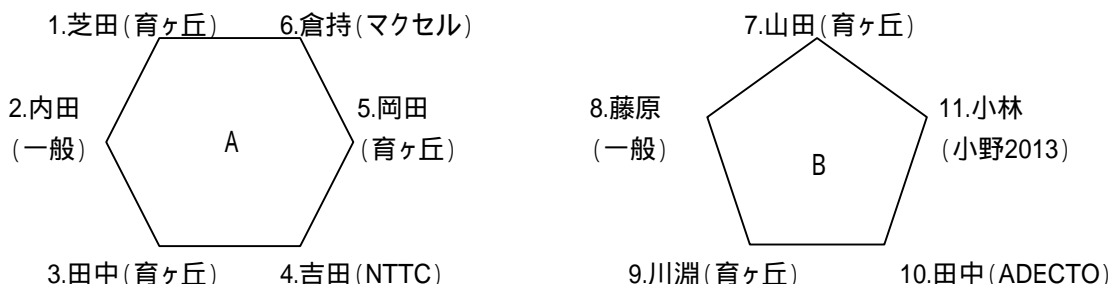 1.芝田(育ヶ丘)
6.倉持(マクセル)
2.内田
(一般)
A
5.岡田
(育ヶ丘)
3.田中(育ヶ丘)
4.吉田(NTTC)
7.山田(育ヶ丘)
8.藤原
(一般)
B
11.小林
(小野2013)
9.川淵(育ヶ丘)
10.田中(ADECTO)